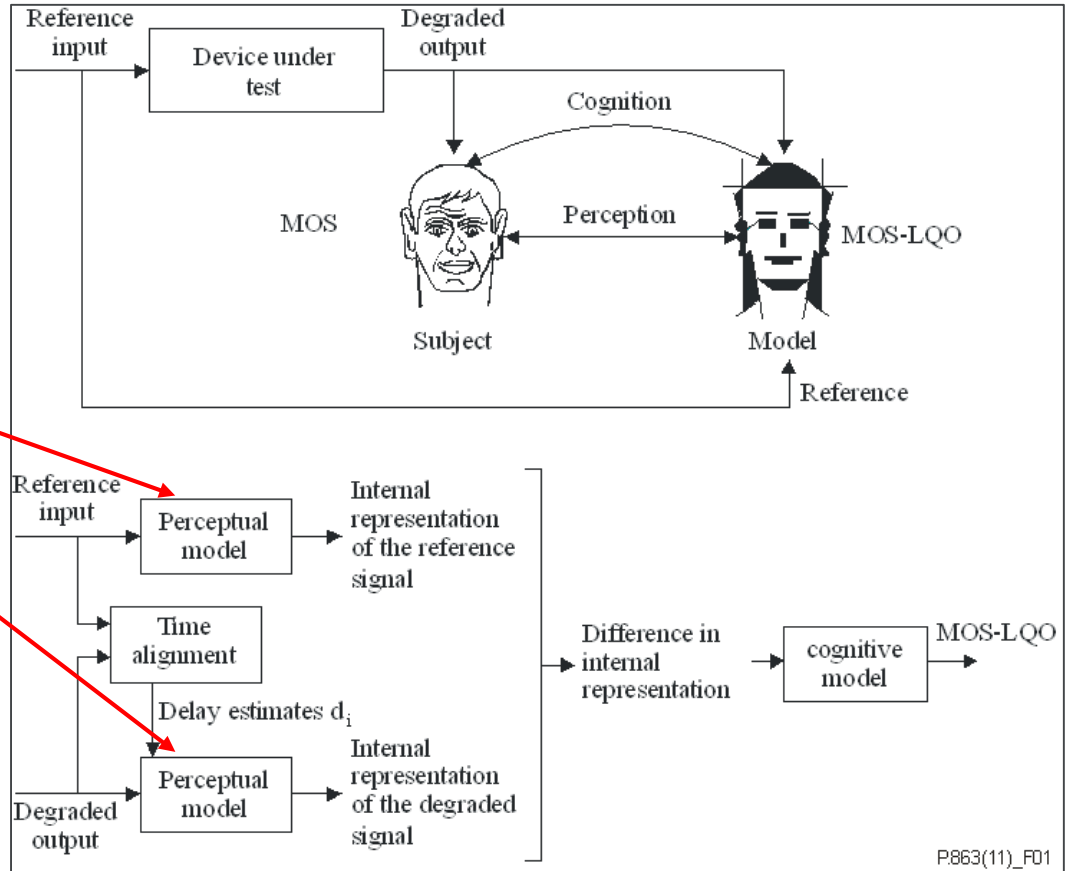 Reference
input
Device under
test
Degraded
output
Cognition
MOS
Perception
MOS-LQO
Subject
Model
Reference
Reference
input
Perceptual
model
Internal
representation
of the reference
signal
Time
alignment
Delay estimates di
Difference in
internal
representation
cognitive
model
MOS-LQO
Degraded
output
Perceptual
model
Internal
representation
of the degraded
signal
P.863(11)_F01